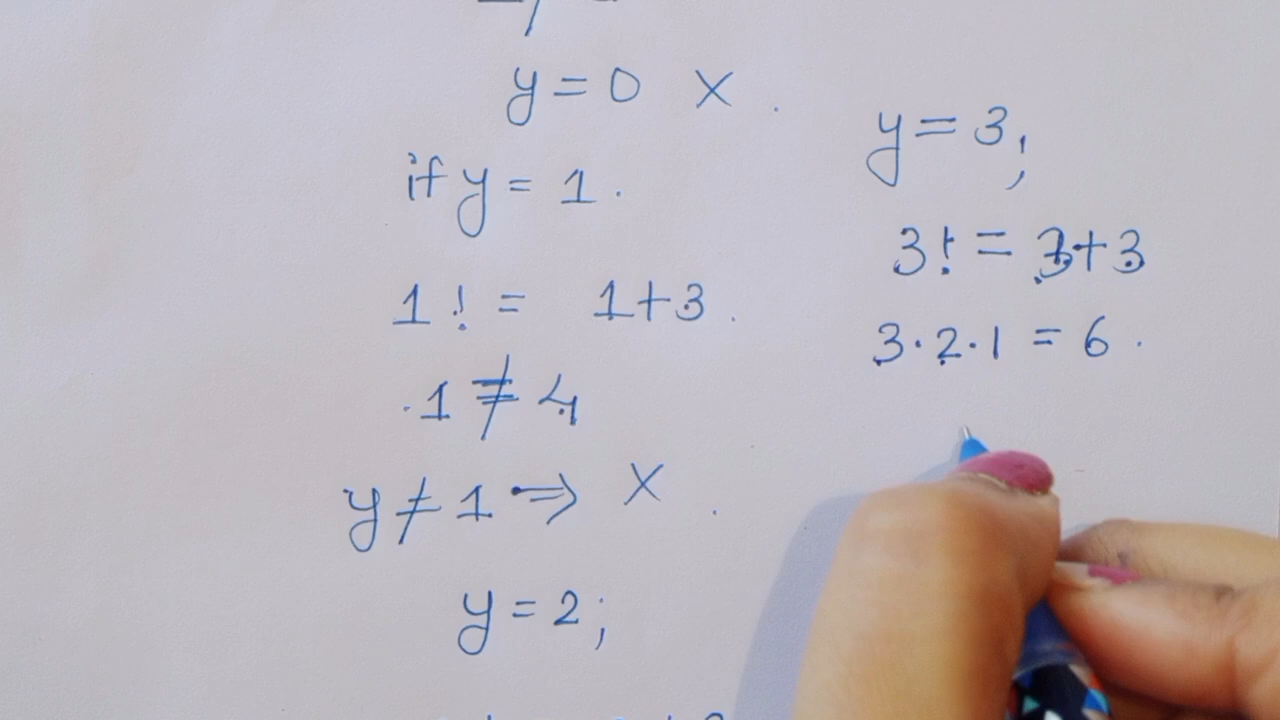 y = 0 X .
if y = 1 .
1 ! = 1+3 .
. 1 ≠ 4
y ≠ 1 ⇒ X .
y = 2 ;
y = 3 ;
3! = 3+3
3 · 2 · 1 = 6 .